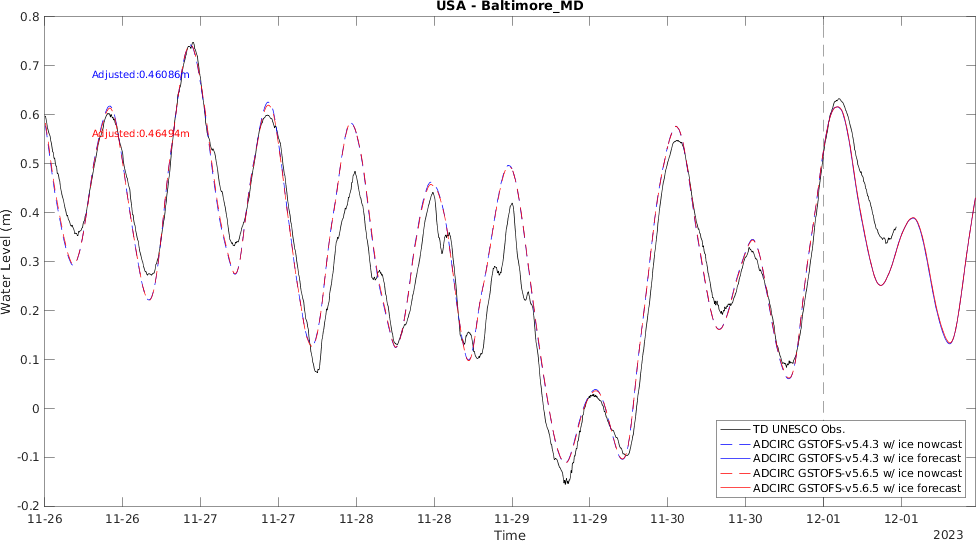 USA - Baltimore_MD
0.8
0.7
0.6
0.5
0.4
0.3
0.2
0.1
0
-0.1
-0.2
Water Level (m)
Adjusted:0.46086m
Adjusted:0.46494m
TD UNESCO Obs.
ADCIRC GSTOFS-v5.4.3 w/ ice nowcast
ADCIRC GSTOFS-v5.4.3 w/ ice forecast
ADCIRC GSTOFS-v5.6.5 w/ ice nowcast
ADCIRC GSTOFS-v5.6.5 w/ ice forecast
11-26 11-26 11-27 11-27 11-28 11-28 11-29 11-29 11-30 11-30 12-01 12-01
Time
2023